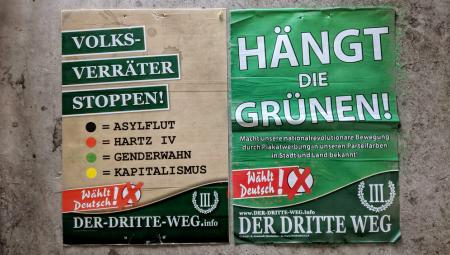 VOLKS-
VERRÄTER
STOPPEN!
= ASYLFLUT
= HARTZ IV
= GENDERWAHN
= KAPITALISMUS
Wählt
Deutsch!
III
DER-DRITTE-WEG.info
HÄNGT
DIE
GRÜNEN!
Macht unsere nationalrevolutionäre Bewegung
durch Plakatwerbung in unseren Parteifarben
in Stadt und Land bekannt
Wählt
Deutsch!
III
www.DER-DRITTE-WEG.info
DER DRITTE WEG